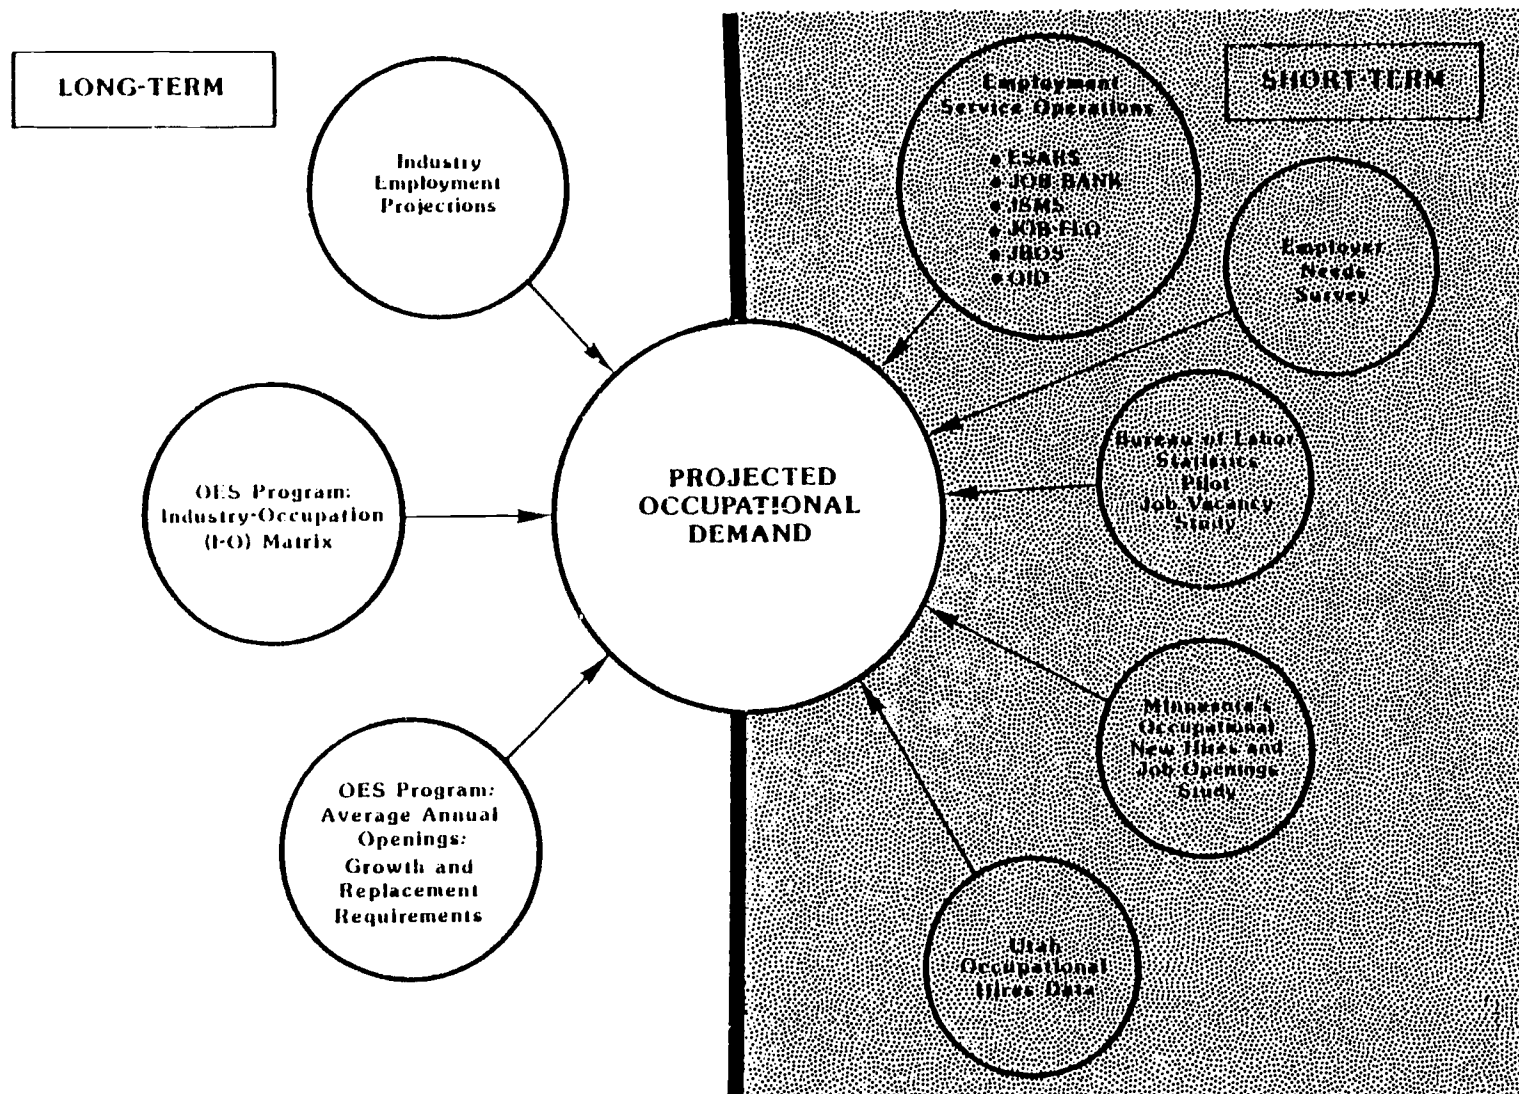 LONG-TERM
Industry
Employment
Projections
OES Program:
Industry-Occupation
(I-O) Matrix
OES Program:
Average Annual
Openings:
Growth and
Replacement
Requirements
PROJECTED
OCCUPATIONAL
DEMAND
SHORT-TERM
Employment
Service Operations
• ESARS
• JOB BANK
• JSMS
• JOB-FLO
• JBOS
• OID
Employer
Needs
Survey
Bureau of Labor
Statistics
Pilot
Job Vacancy
Study
Minnesota's
Occupational
New Hires and
Job Openings
Study
Utah
Occupational
Hires Data